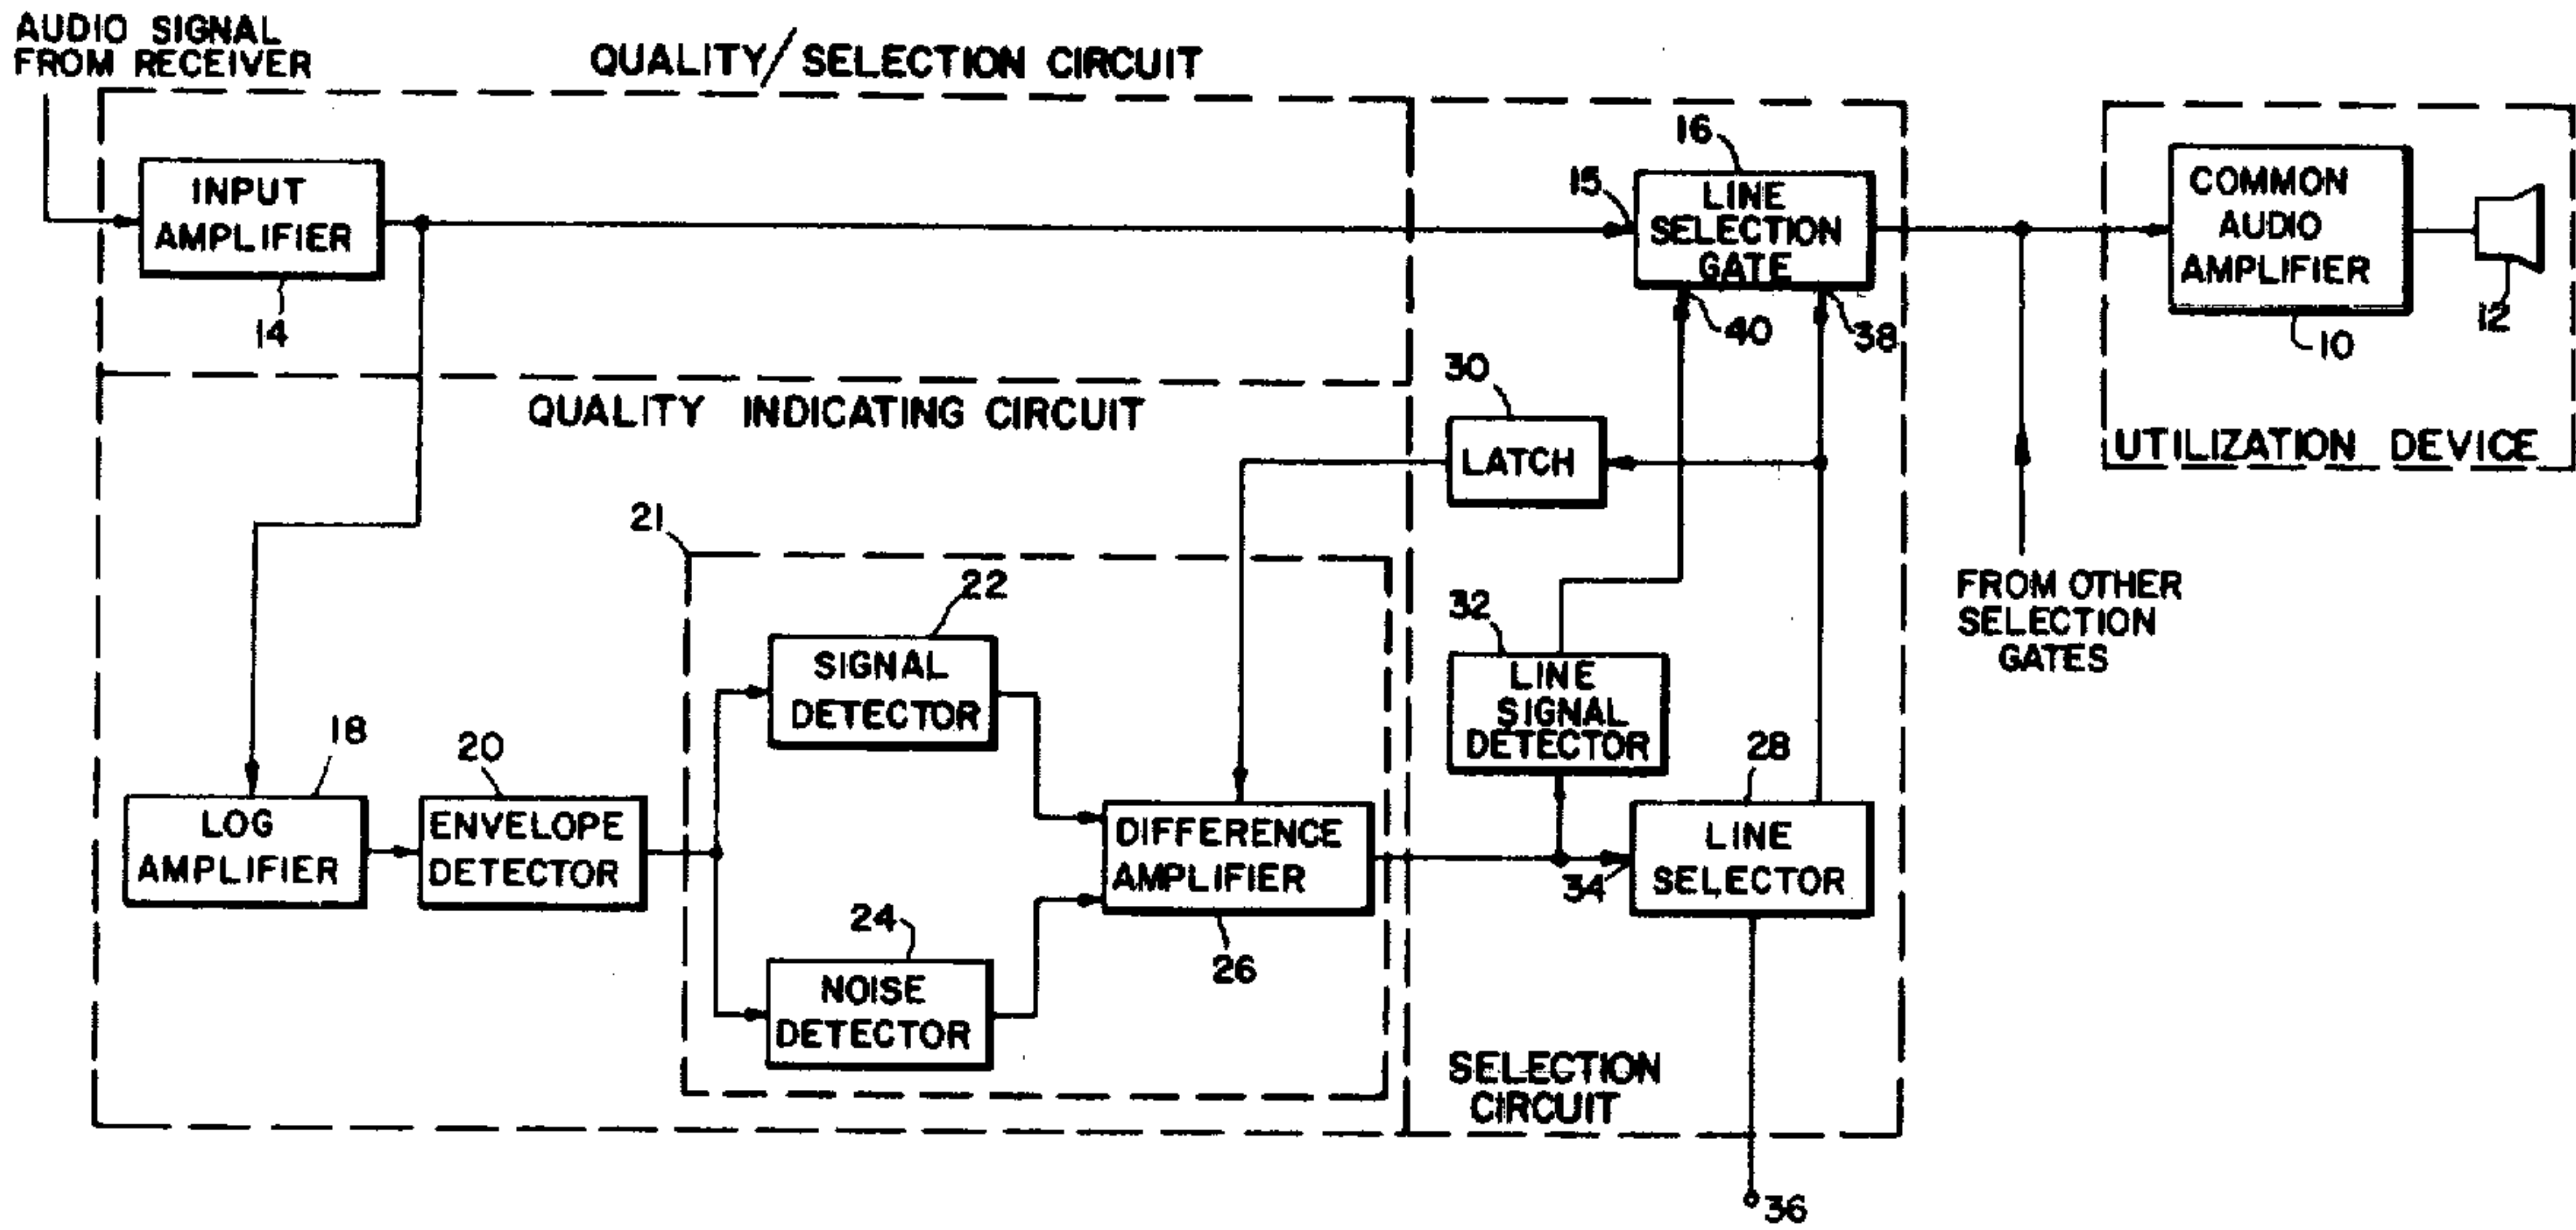 AUDIO SIGNAL
FROM RECEIVER
QUALITY/SELECTION CIRCUIT
INPUT
AMPLIFIER
14
15
16
LINE
SELECTION
GATE
40
38
COMMON
AUDIO
AMPLIFIER
10
12
UTILIZATION DEVICE
QUALITY INDICATING CIRCUIT
30
LATCH
FROM OTHER
SELECTION
GATES
21
22
SIGNAL
DETECTOR
32
LINE
SIGNAL
DETECTOR
18
LOG
AMPLIFIER
20
ENVELOPE
DETECTOR
DIFFERENCE
AMPLIFIER
26
34
28
LINE
SELECTOR
24
NOISE
DETECTOR
SELECTION
CIRCUIT
36